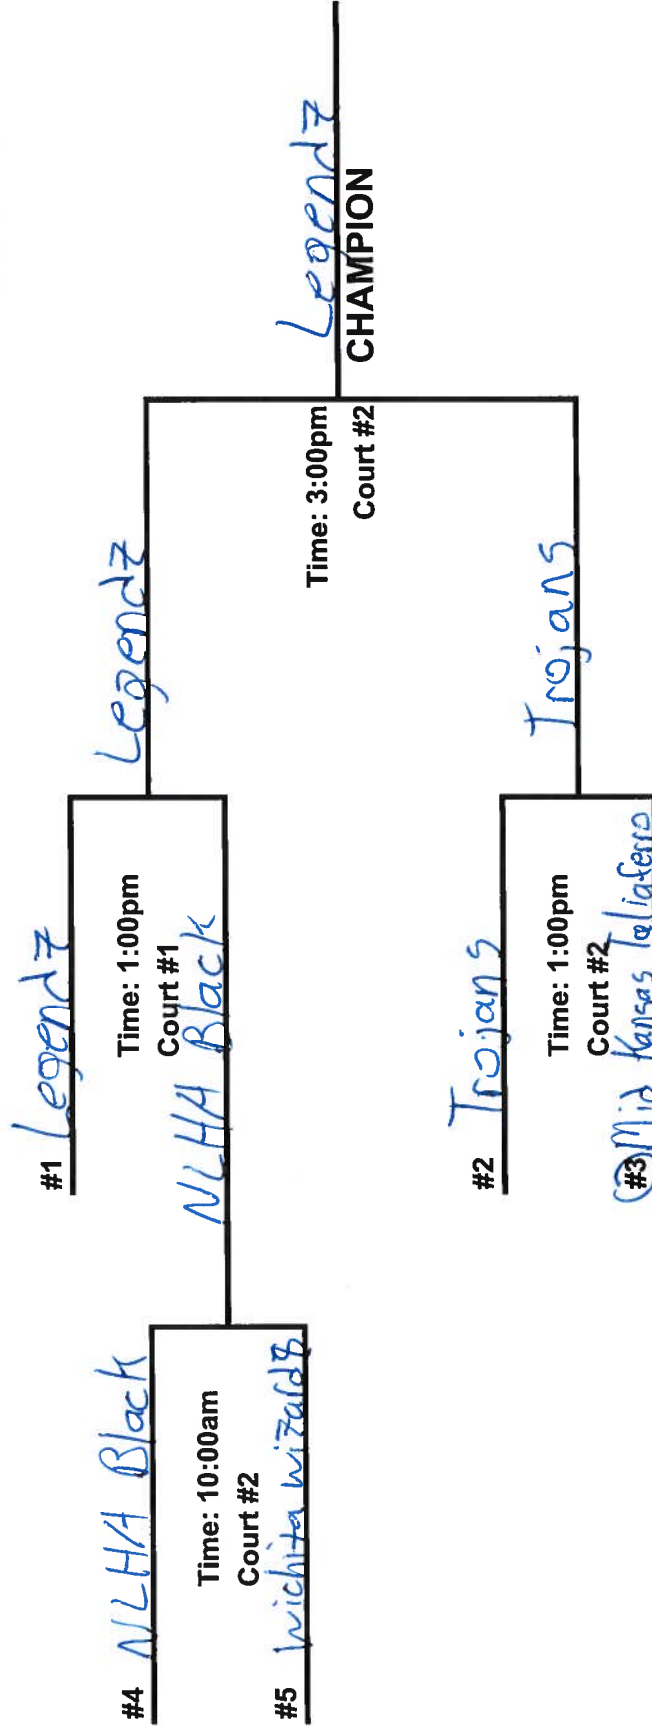 #4 NLHA Black
Time: 10:00am
Court #2
#5 Wichita Wizards
#1 Legendz
Time: 1:00pm
Court #1
NLHA Black
#2 Trojans
Time: 1:00pm
Court #2
#3 Mid Kansas Taliaferro
Legendz
Time: 3:00pm
Court #2
Trojans
Legendz
CHAMPION